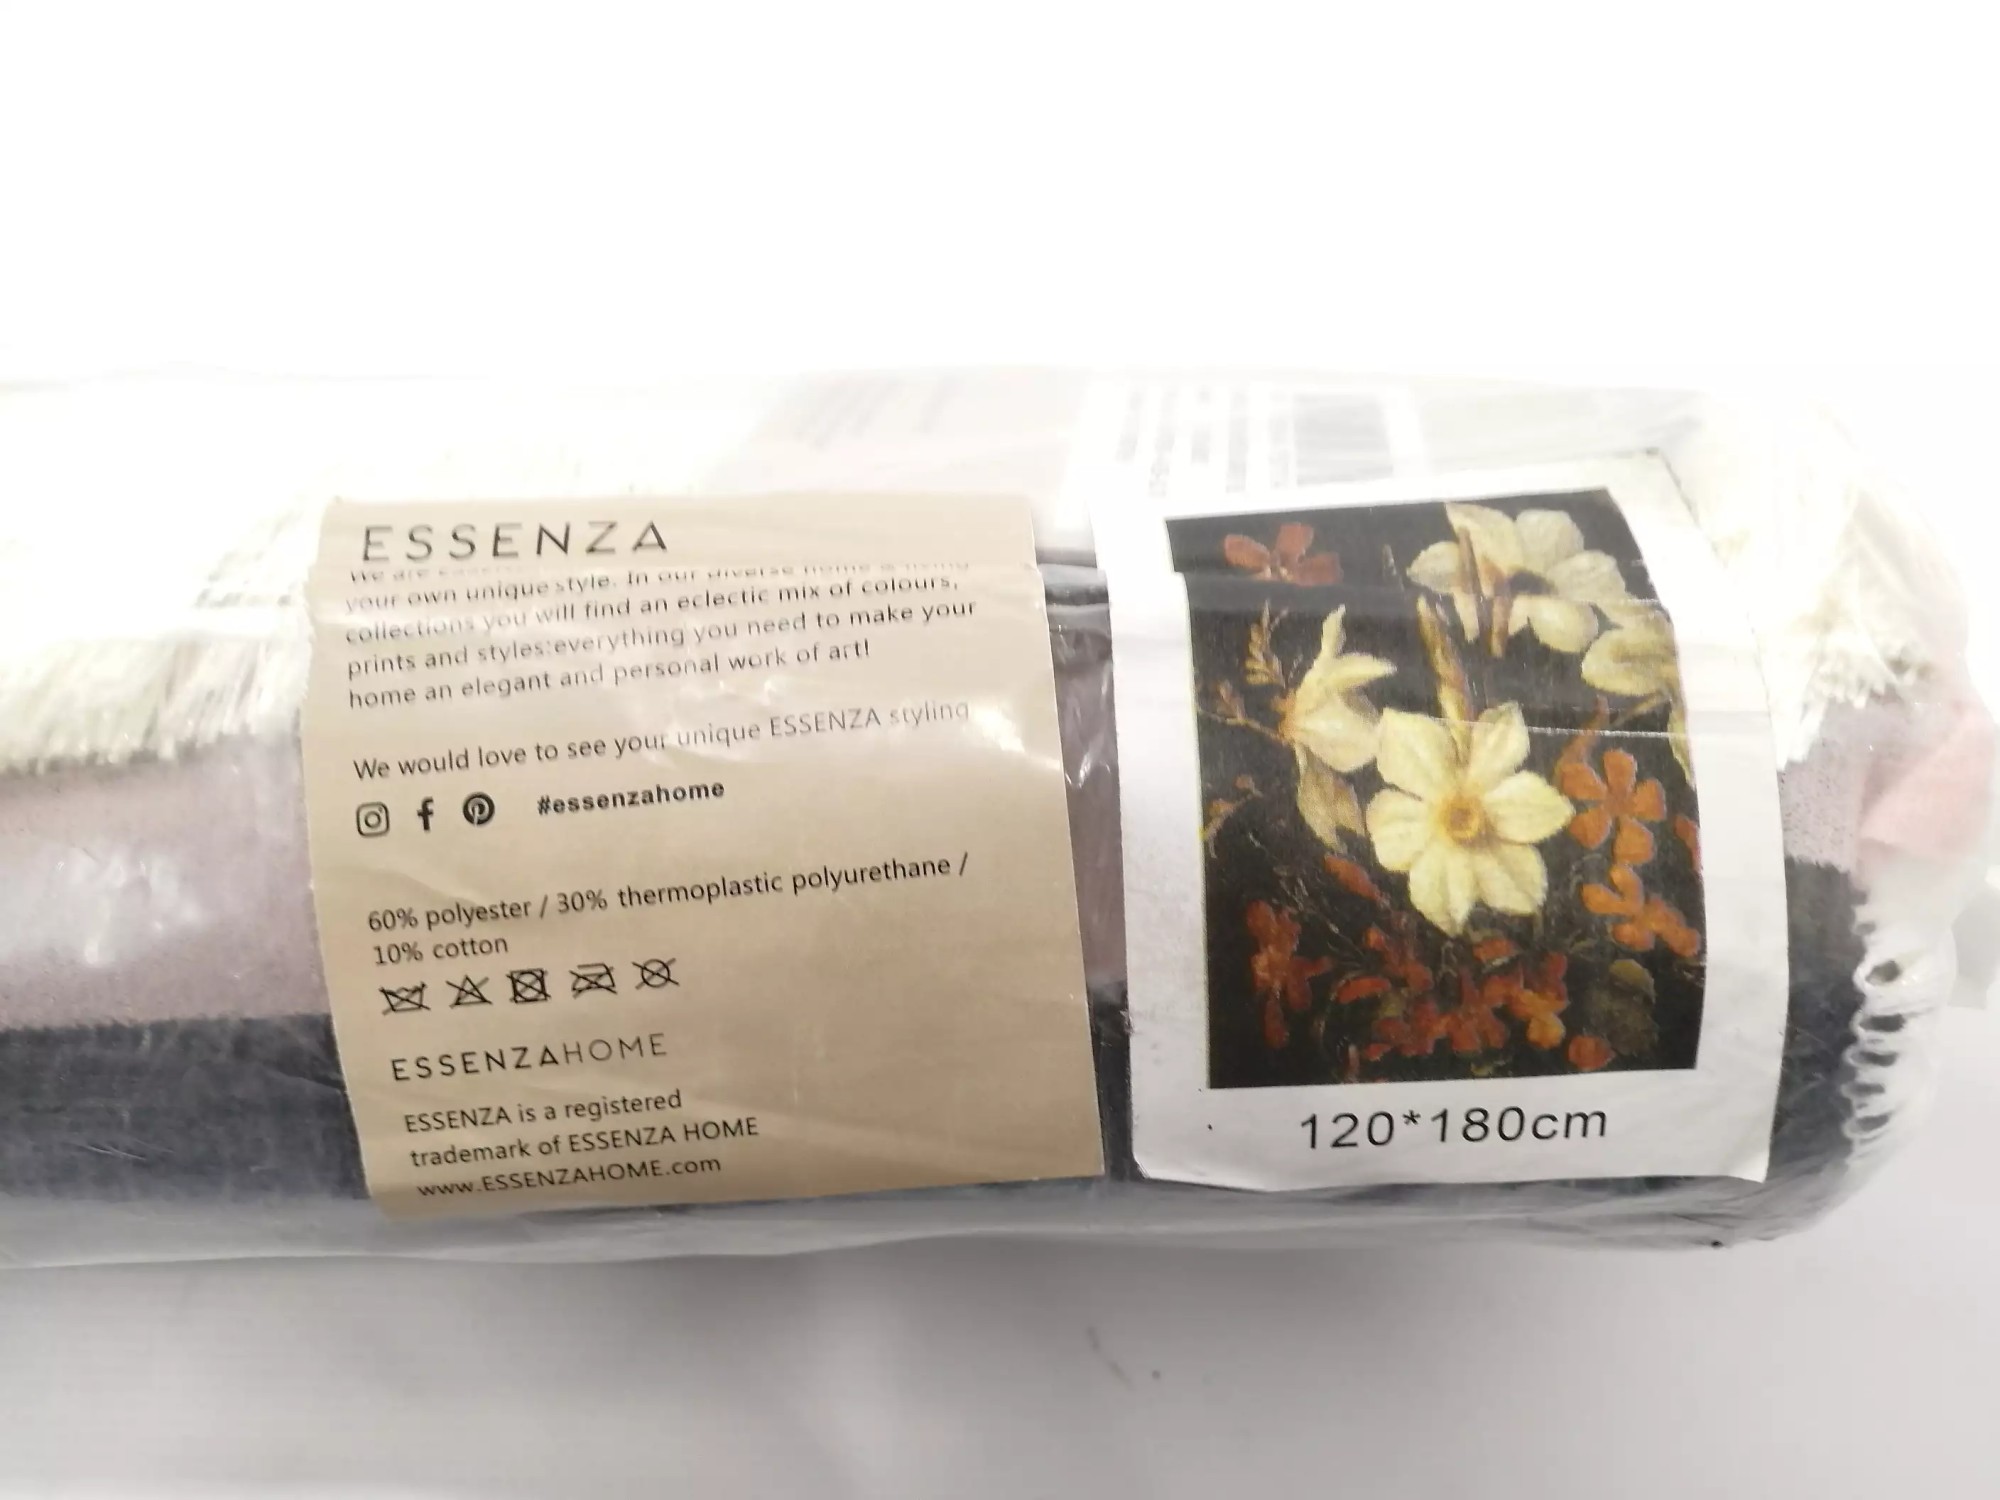 ESSENZA
We are
your own unique style. In our diverse home
collections you will find an eclectic mix of colours,
prints and styles:everything you need to make your
home an elegant and personal work of art!
We would love to see your unique ESSENZA styling
#essenzahome
60% polyester / 30% thermoplastic polyurethane /
10% cotton
ESSENZAHOME
ESSENZA is a registered
trademark of ESSENZA HOME
www.ESSENZAHOME.com
120*180cm